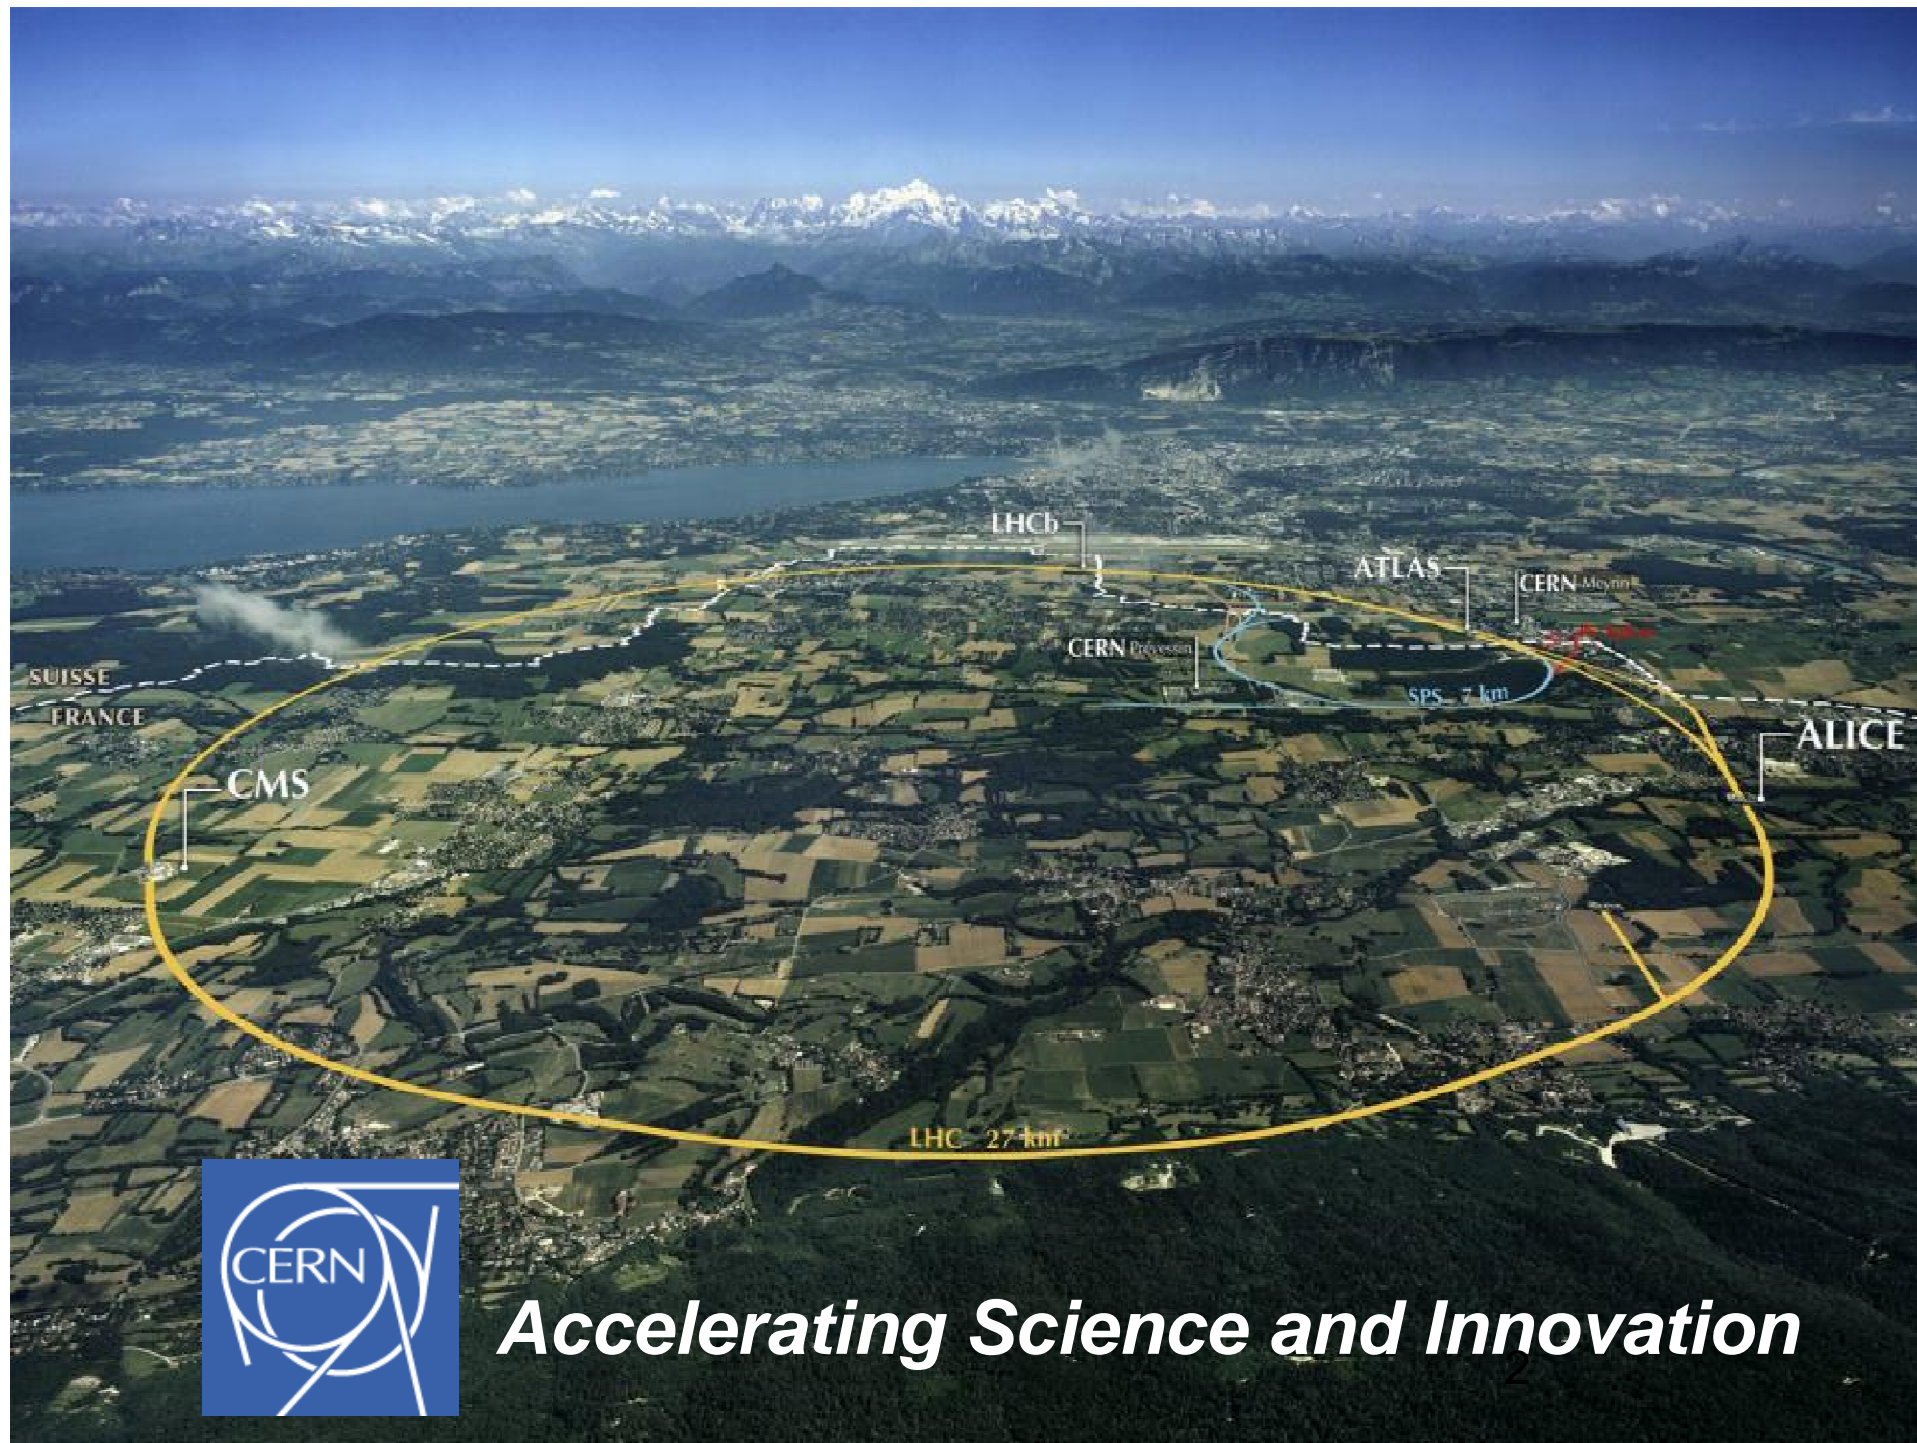 LHCb
ATLAS
CERN Meyrin
CERN Prévessin
SUISSE
FRANCE
SPS 7 km
ALICE
CMS
LHC 27 km
CERN
Accelerating Science and Innovation
2